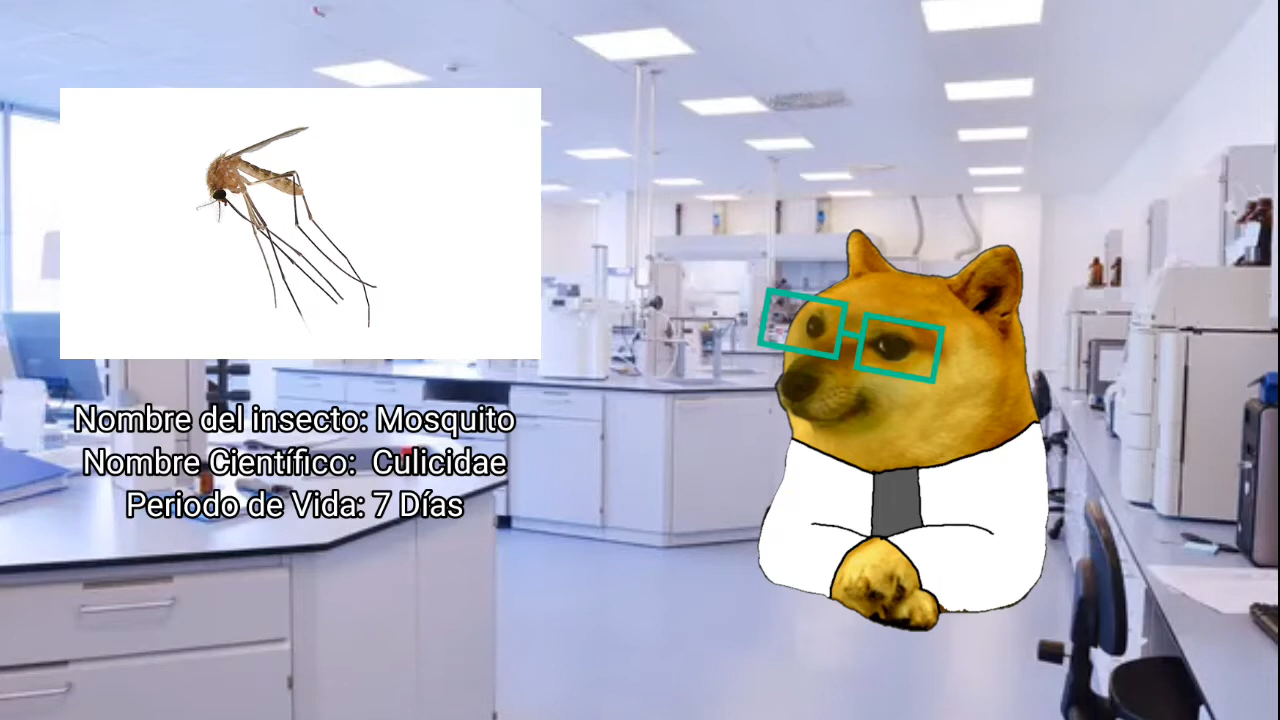 Nombre del insecto: Mosquito
Nombre Científico:  Culicidae
Periodo de Vida: 7 Días